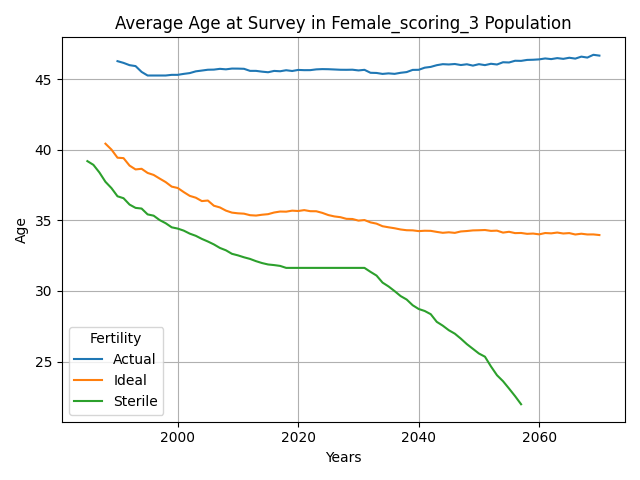 Average Age at Survey in Female_scoring_3 Population
Age
45
40
35
30
25
Fertility
Actual
Ideal
Sterile
2000
2020
2040
2060
Years